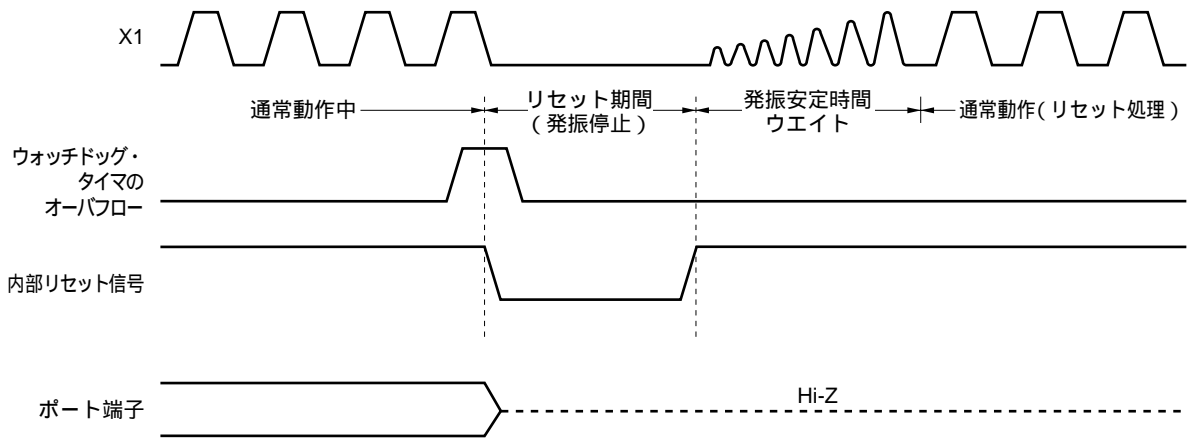 X1
通常動作中
リセット期間
(発振停止)
発振安定時間
ウエイト
通常動作(リセット処理)
ウォッチドッグ・
タイマの
オーバフロー
内部リセット信号
ポート端子
Hi-Z